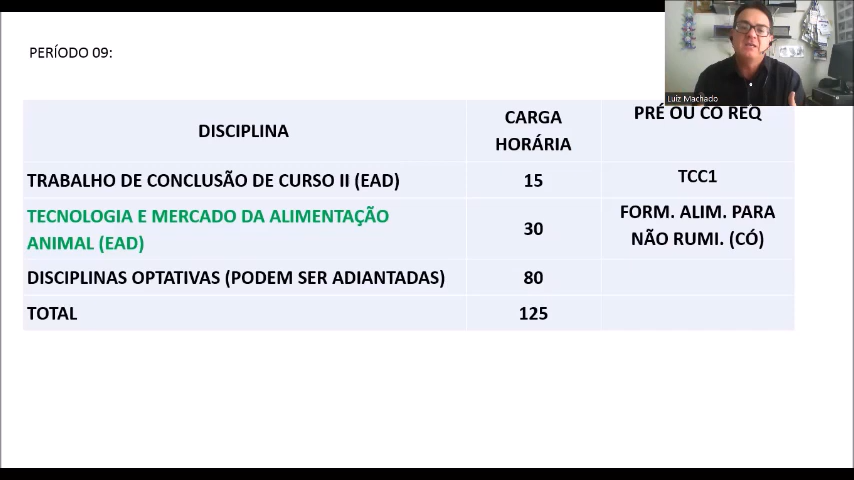 PERÍODO 09:
Luiz Machado
DISCIPLINA
CARGA
HORÁRIA
PRÉ OU CO REQ
TRABALHO DE CONCLUSÃO DE CURSO II (EAD)
15
TCC1
TECNOLOGIA E MERCADO DA ALIMENTAÇÃO
ANIMAL (EAD)
30
FORM. ALIM. PARA
NÃO RUMI. (CÓ)
DISCIPLINAS OPTATIVAS (PODEM SER ADIANTADAS)
80
TOTAL
125